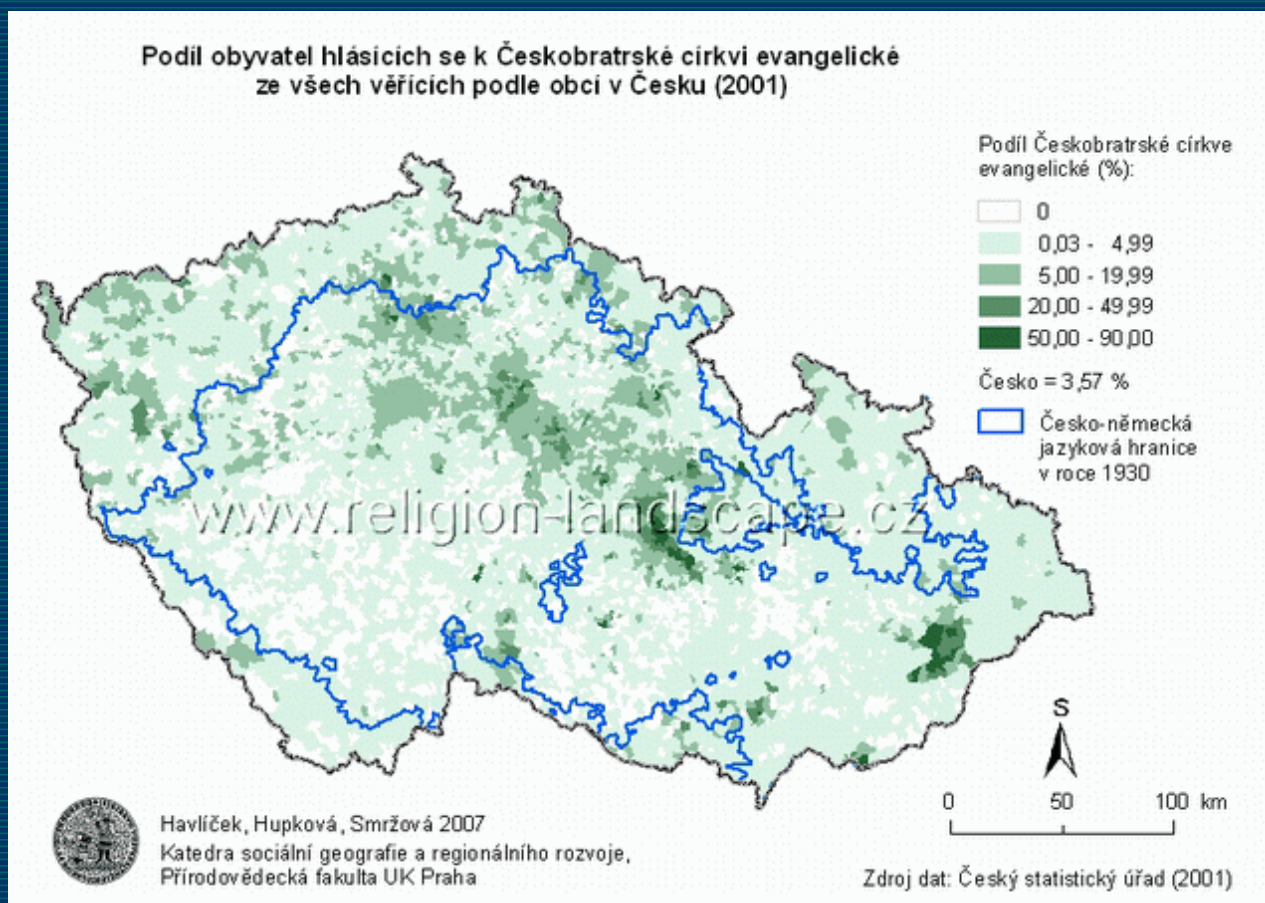 Podíl obyvatel hlásících se k Českobratrské církvi evangelické
ze všech věřících podle obcí v Česku (2001)
Podíl Českobratrské církve
evangelické (%):
0
0,03 - 4,99
5,00 - 19,99
20,00 - 49,99
50,00 - 90,00
Česko = 3,57 %
Česko-německá
jazyková hranice
v roce 1930
www.religion-landscape.cz
S
0 50 100 km
Havlíček, Hupková, Smržová 2007
Katedra sociální geografie a regionálního rozvoje,
Přírodovědecká fakulta UK Praha
Zdroj dat: Český statistický úřad (2001)